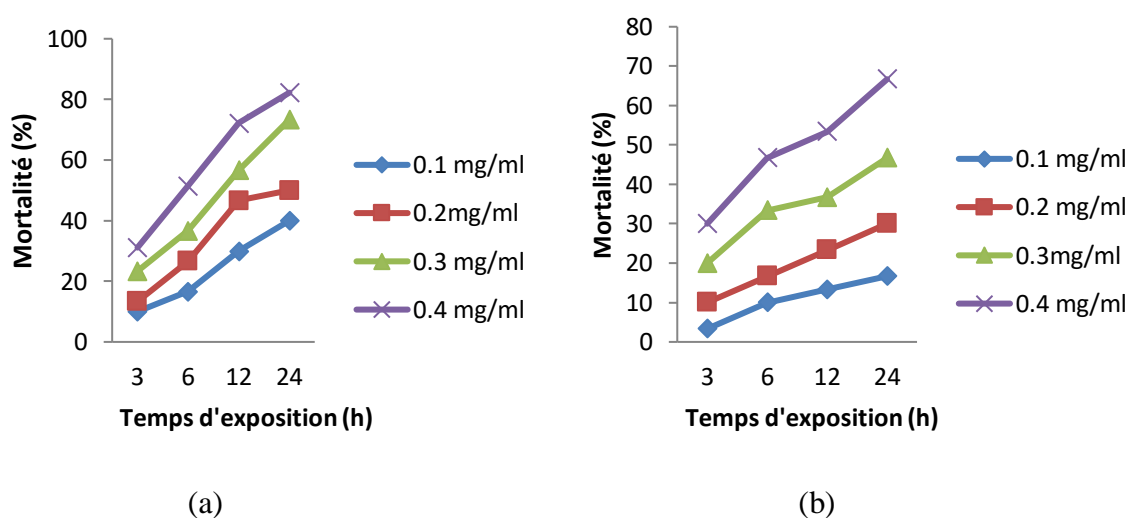 100
80
60
40
20
0
Mortalité (%)
3 6 12 24
Temps d'exposition (h)
0.1 mg/ml
0.2mg/ml
0.3 mg/ml
0.4 mg/ml
(a)
80
70
60
50
40
30
20
10
0
Mortalité (%)
3 6 12 24
Temps d'exposition (h)
0.1 mg/ml
0.2 mg/ml
0.3mg/ml
0.4 mg/ml
(b)